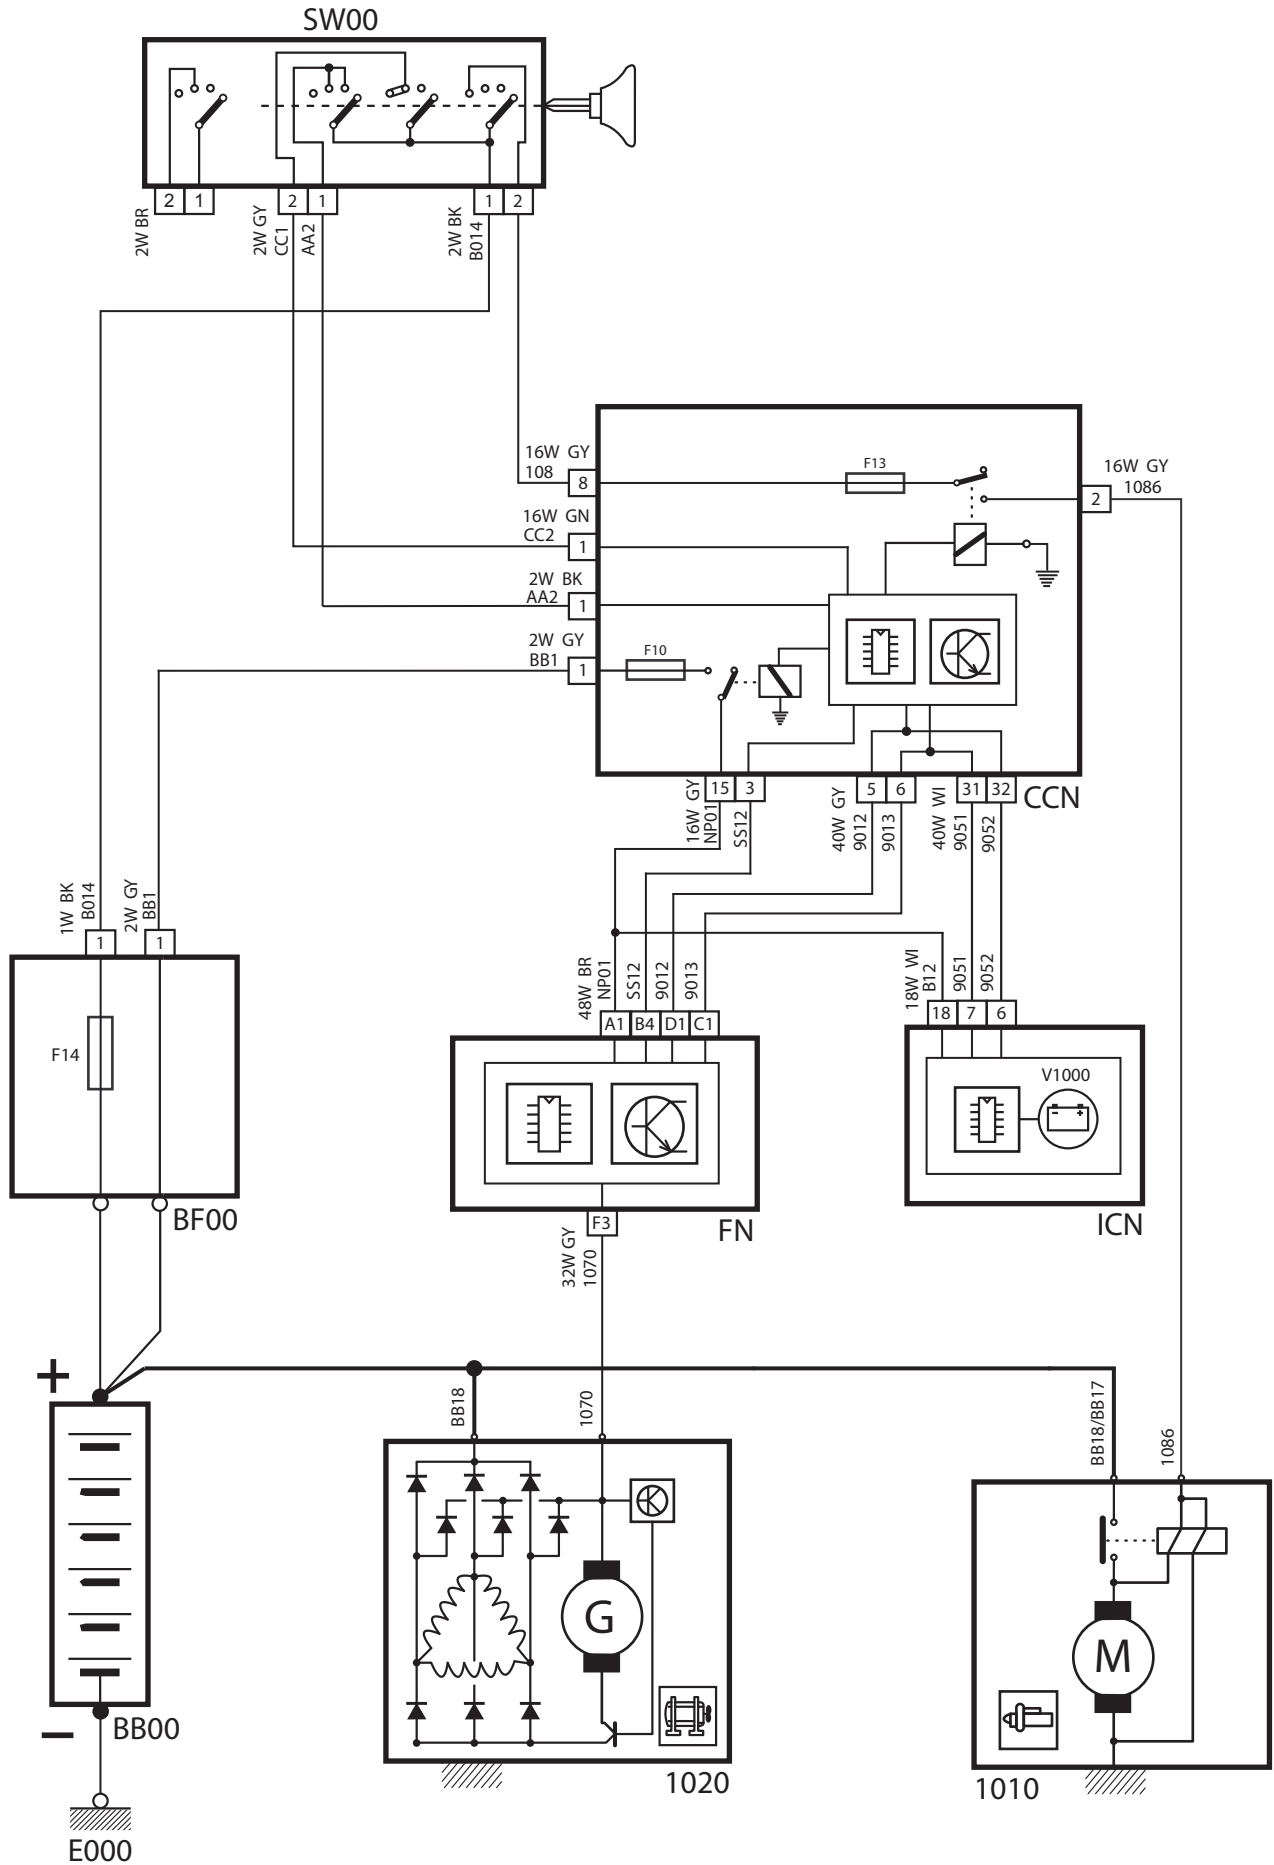 SW00
2 1 2 1 1 2
2W BR
2W GY
CC1
AA2
2W BK
B014
16W GY
108
8
F13
16W GY
1086
2
16W GN
CC2
1
2W BK
AA2
1
2W GY
BB1
1
F10
15 3 5 6 31 32
CCN
16W GY
NP01
SS12
40W GY
9012
9013
40W WI
9051
9052
1W BK
B014
2W GY
BB1
1 1
F14
BF00
48W BR
NP01
SS12
9012
9013
A1 B4 D1 C1
18W WI
B12
9051
9052
18 7 6
V1000
- +
ICN
FN
F3
32W GY
1070
+
BB18
1070
BB18/BB17
1086
G
M
–
BB00
1020
1010
E000